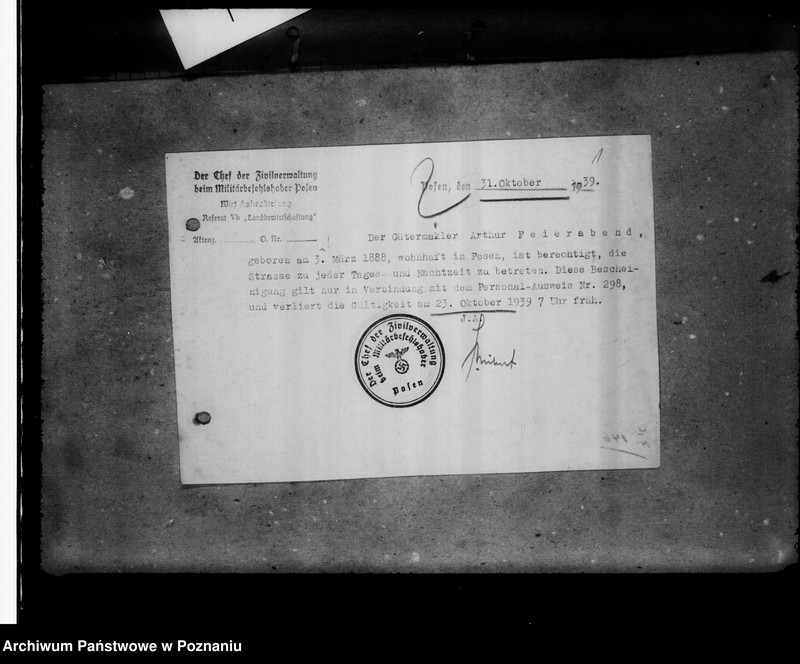 Der Chef der Zivilverwaltung
beim Militärbefehlshaber Posen
Referat Vb „Landbewirtschaftung"
Aktenz. G. Nr.
Posen, den 31.Oktober 1939.
1
Der Gütermakler Arthur Feierabend,
geboren am 3. März 1888, wohnhaft in Posen, ist berechtigt, die
Strasse zu jeder Tages- und Nachtzeit zu betreten. Diese Beschei-
nigung gilt nur in Verbindung mit dem Personal-Ausweis Nr. 298,
und verliert die Gültigkeit am 23. Oktober 1939 7 Uhr früh.
J.A.
Der Chef der Zivilverwaltung
beim Militärbefehlshaber
Posen
Archiwum Państwowe w Poznaniu